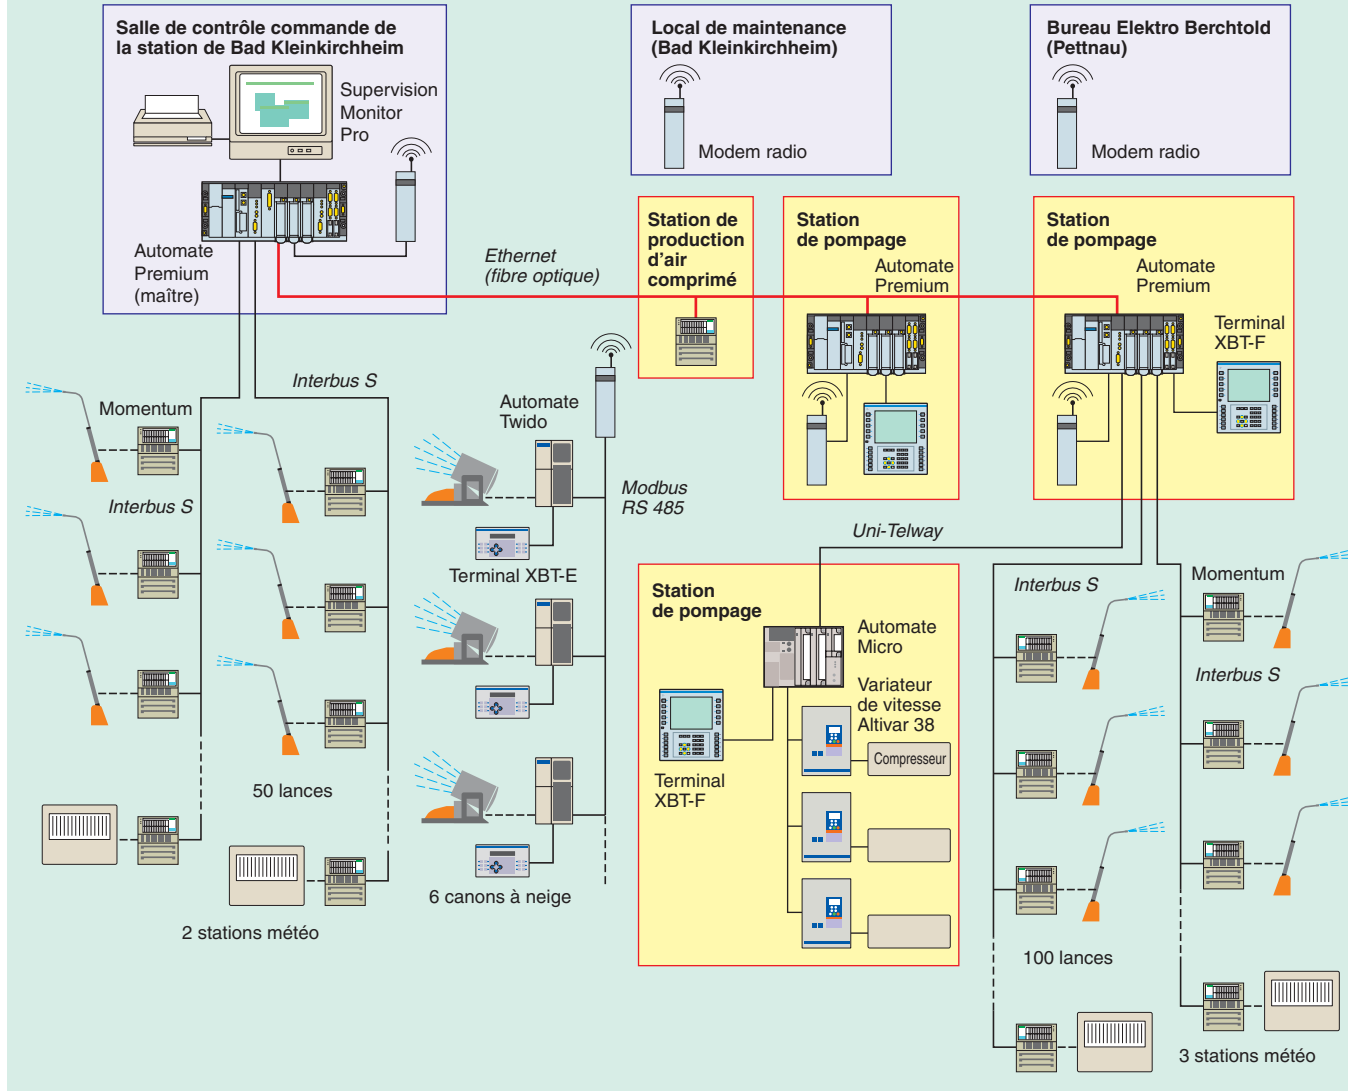 Salle de contrôle commande de
la station de Bad Kleinkirchheim
Supervision
Monitor
Pro
Automate
Premium
(maître)
Local de maintenance
(Bad Kleinkirchheim)
Modem radio
Bureau Elektro Berchtold
(Pettnau)
Modem radio
Ethernet
(fibre optique)
Station de
production
d'air
comprimé
Station
de pompage
Automate
Premium
Station
de pompage
Automate
Premium
Terminal
XBT-F
Momentum
Interbus S
Interbus S
50 lances
2 stations météo
Automate
Twido
Modbus
RS 485
Terminal XBT-E
6 canons à neige
Uni-Telway
Station
de pompage
Automate
Micro
Variateur
de vitesse
Altivar 38
Compresseur
Terminal
XBT-F
Interbus S
Momentum
Interbus S
100 lances
3 stations météo